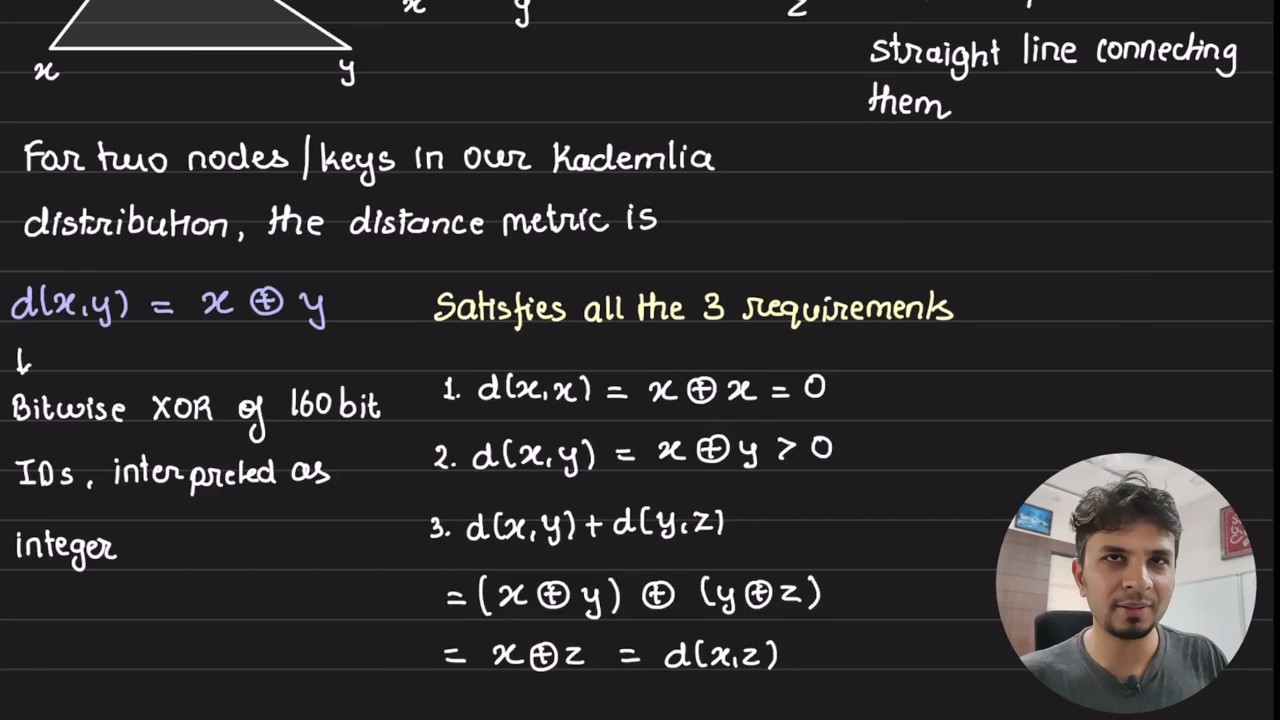 x y z
straight line connecting
x y
them
For two nodes/keys in our Kademlia
distribution, the distance metric is
d(x,y) = x ⊕ y
Satisfies all the 3 requirements
↓
Bitwise XOR of 160 bit
IDs, interpreted as
integer
1. d(x,x) = x ⊕ x = 0
2. d(x,y) = x ⊕ y > 0
3. d(x,y) + d(y,z)
= (x ⊕ y) ⊕ (y ⊕ z)
= x ⊕ z = d(x,z)